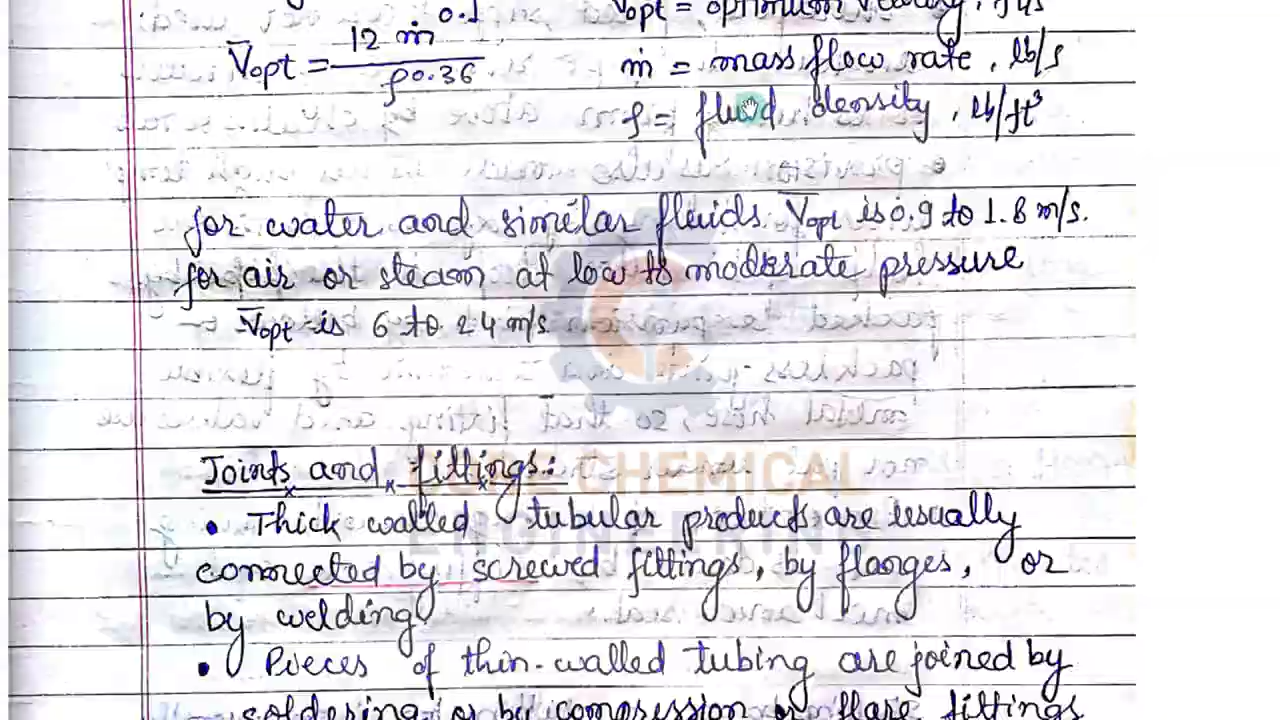 V̄opt = optimum velocity, ft/s
V̄opt = 12 ṁ^0.1 / ρ^0.36
ṁ = mass flow rate, lb/s
ρ = fluid density, lb/ft³
for water and similar fluids V̄opt is 0.9 to 1.8 m/s.
for air or steam at low to moderate pressure
V̄opt is 6 to 24 m/s
Joints and fittings:
• Thick walled tubular products are usually
connected by screwed fittings, by flanges, or
by welding
• Pieces of thin-walled tubing are joined by
soldering or by compression or flare fittings
CHEMICAL
ENGINEERING